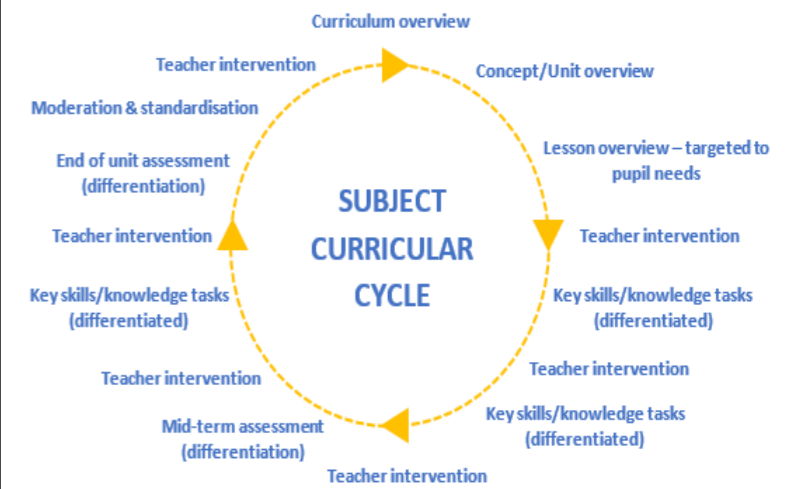 Curriculum overview
Concept/Unit overview
Lesson overview – targeted to
pupil needs
Teacher intervention
Key skills/knowledge tasks
(differentiated)
Teacher intervention
Key skills/knowledge tasks
(differentiated)
Teacher intervention
Mid-term assessment
(differentiation)
Teacher intervention
Key skills/knowledge tasks
(differentiated)
Teacher intervention
End of unit assessment
(differentiation)
Moderation & standardisation
Teacher intervention
SUBJECT
CURRICULAR
CYCLE